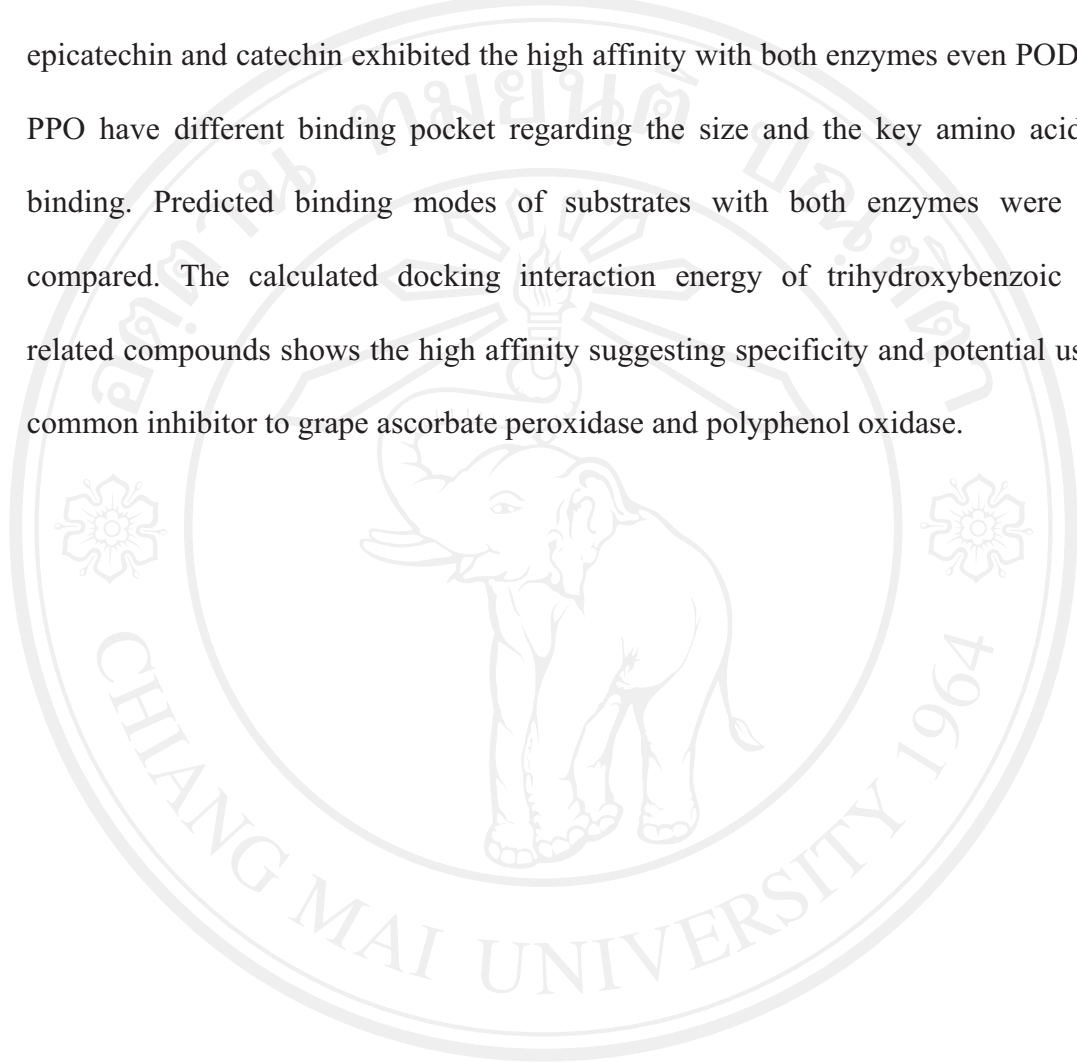 epicatechin and catechin exhibited the high affinity with both enzymes even POD
PPO have different binding pocket regarding the size and the key amino acid
binding. Predicted binding modes of substrates with both enzymes were
compared. The calculated docking interaction energy of trihydroxybenzoic
related compounds shows the high affinity suggesting specificity and potential us
common inhibitor to grape ascorbate peroxidase and polyphenol oxidase.
CHIANG MAI UNIVERSITY 1964